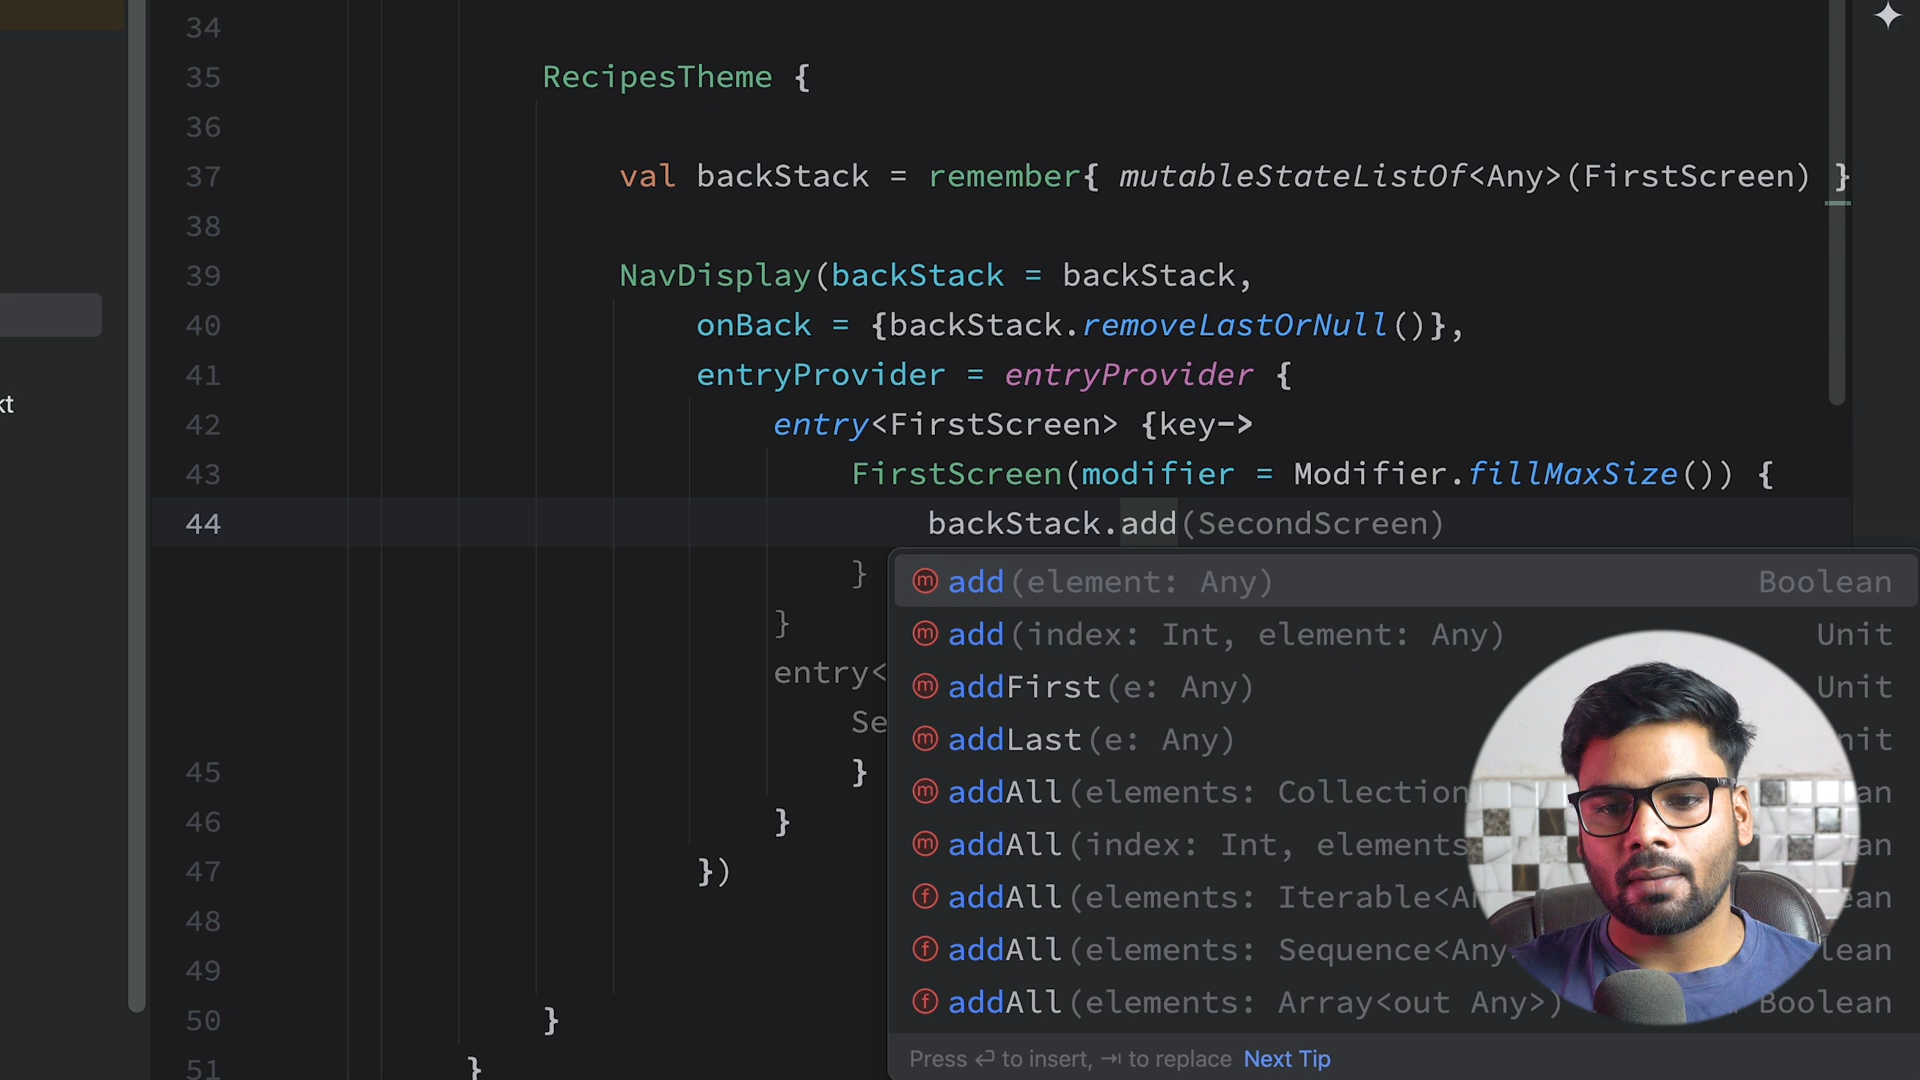 34
35 RecipesTheme {
36
37 val backStack = remember{ mutableStateListOf<Any>(FirstScreen) }
38
39 NavDisplay(backStack = backStack,
40 onBack = {backStack.removeLastOrNull()},
41 entryProvider = entryProvider {
kt
42 entry<FirstScreen> {key->
43 FirstScreen(modifier = Modifier.fillMaxSize()) {
44 backStack.add(SecondScreen)
}
m add(element: Any) Boolean
}
m add(index: Int, element: Any) Unit
entry<
m addFirst(e: Any) Unit
Se
m addLast(e: Any)
45 }
m addAll(elements: Collection
46 }
m addAll(index: Int, elements
47 })
f addAll(elements: Iterable<
48
f addAll(elements: Sequence<Any
49
f addAll(elements: Array<out Any>) Boolean
50 }
Press ↵ to insert, ⇥ to replace Next Tip
51 }